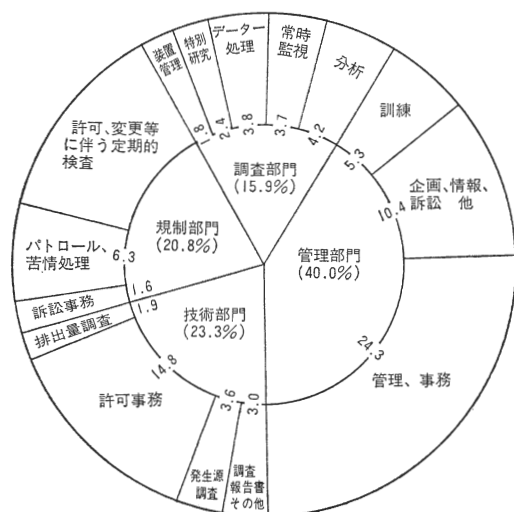 装置
管理
1.8
特別
研究
2.4
データー
処理
3.8
常時
監視
3.7
分析
4.2
調査部門
(15.9%)
訓練
5.3
企画、情報、
訴訟 他
10.4
管理部門
(40.0%)
24.3
管理、事務
許可、変更等
に伴う定期的
検査
規制部門
(20.8%)
パトロール、
苦情処理
6.3
訴訟事務
1.6
排出量調査
1.9
技術部門
(23.3%)
14.8
許可事務
3.6
発生源
調査
3.0
調査
報告書
その他